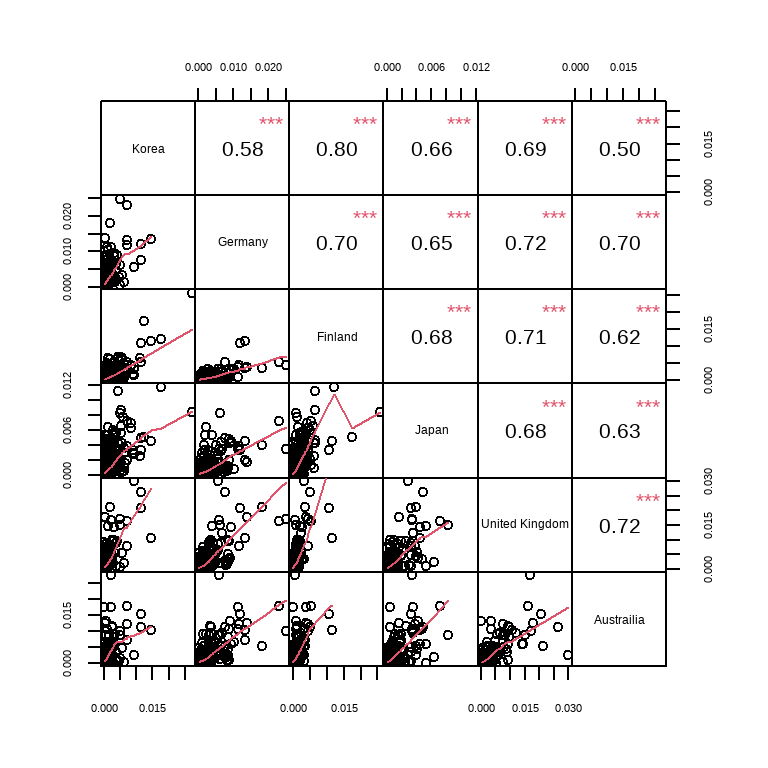 0.000 0.010 0.020 0.000 0.006 0.012 0.000 0.015
*** *** *** *** ***
Korea 0.58 0.80 0.66 0.69 0.50
0.000 0.015
*** *** *** ***
Germany 0.70 0.65 0.72 0.70
0.000 0.010 0.020
*** *** ***
Finland 0.68 0.71 0.62
0.000 0.015
*** ***
Japan 0.68 0.63
0.000 0.006 0.012
***
United Kingdom 0.72
0.000 0.015 0.030
Austrailia
0.000 0.015
0.000 0.015 0.000 0.015 0.000 0.015 0.030